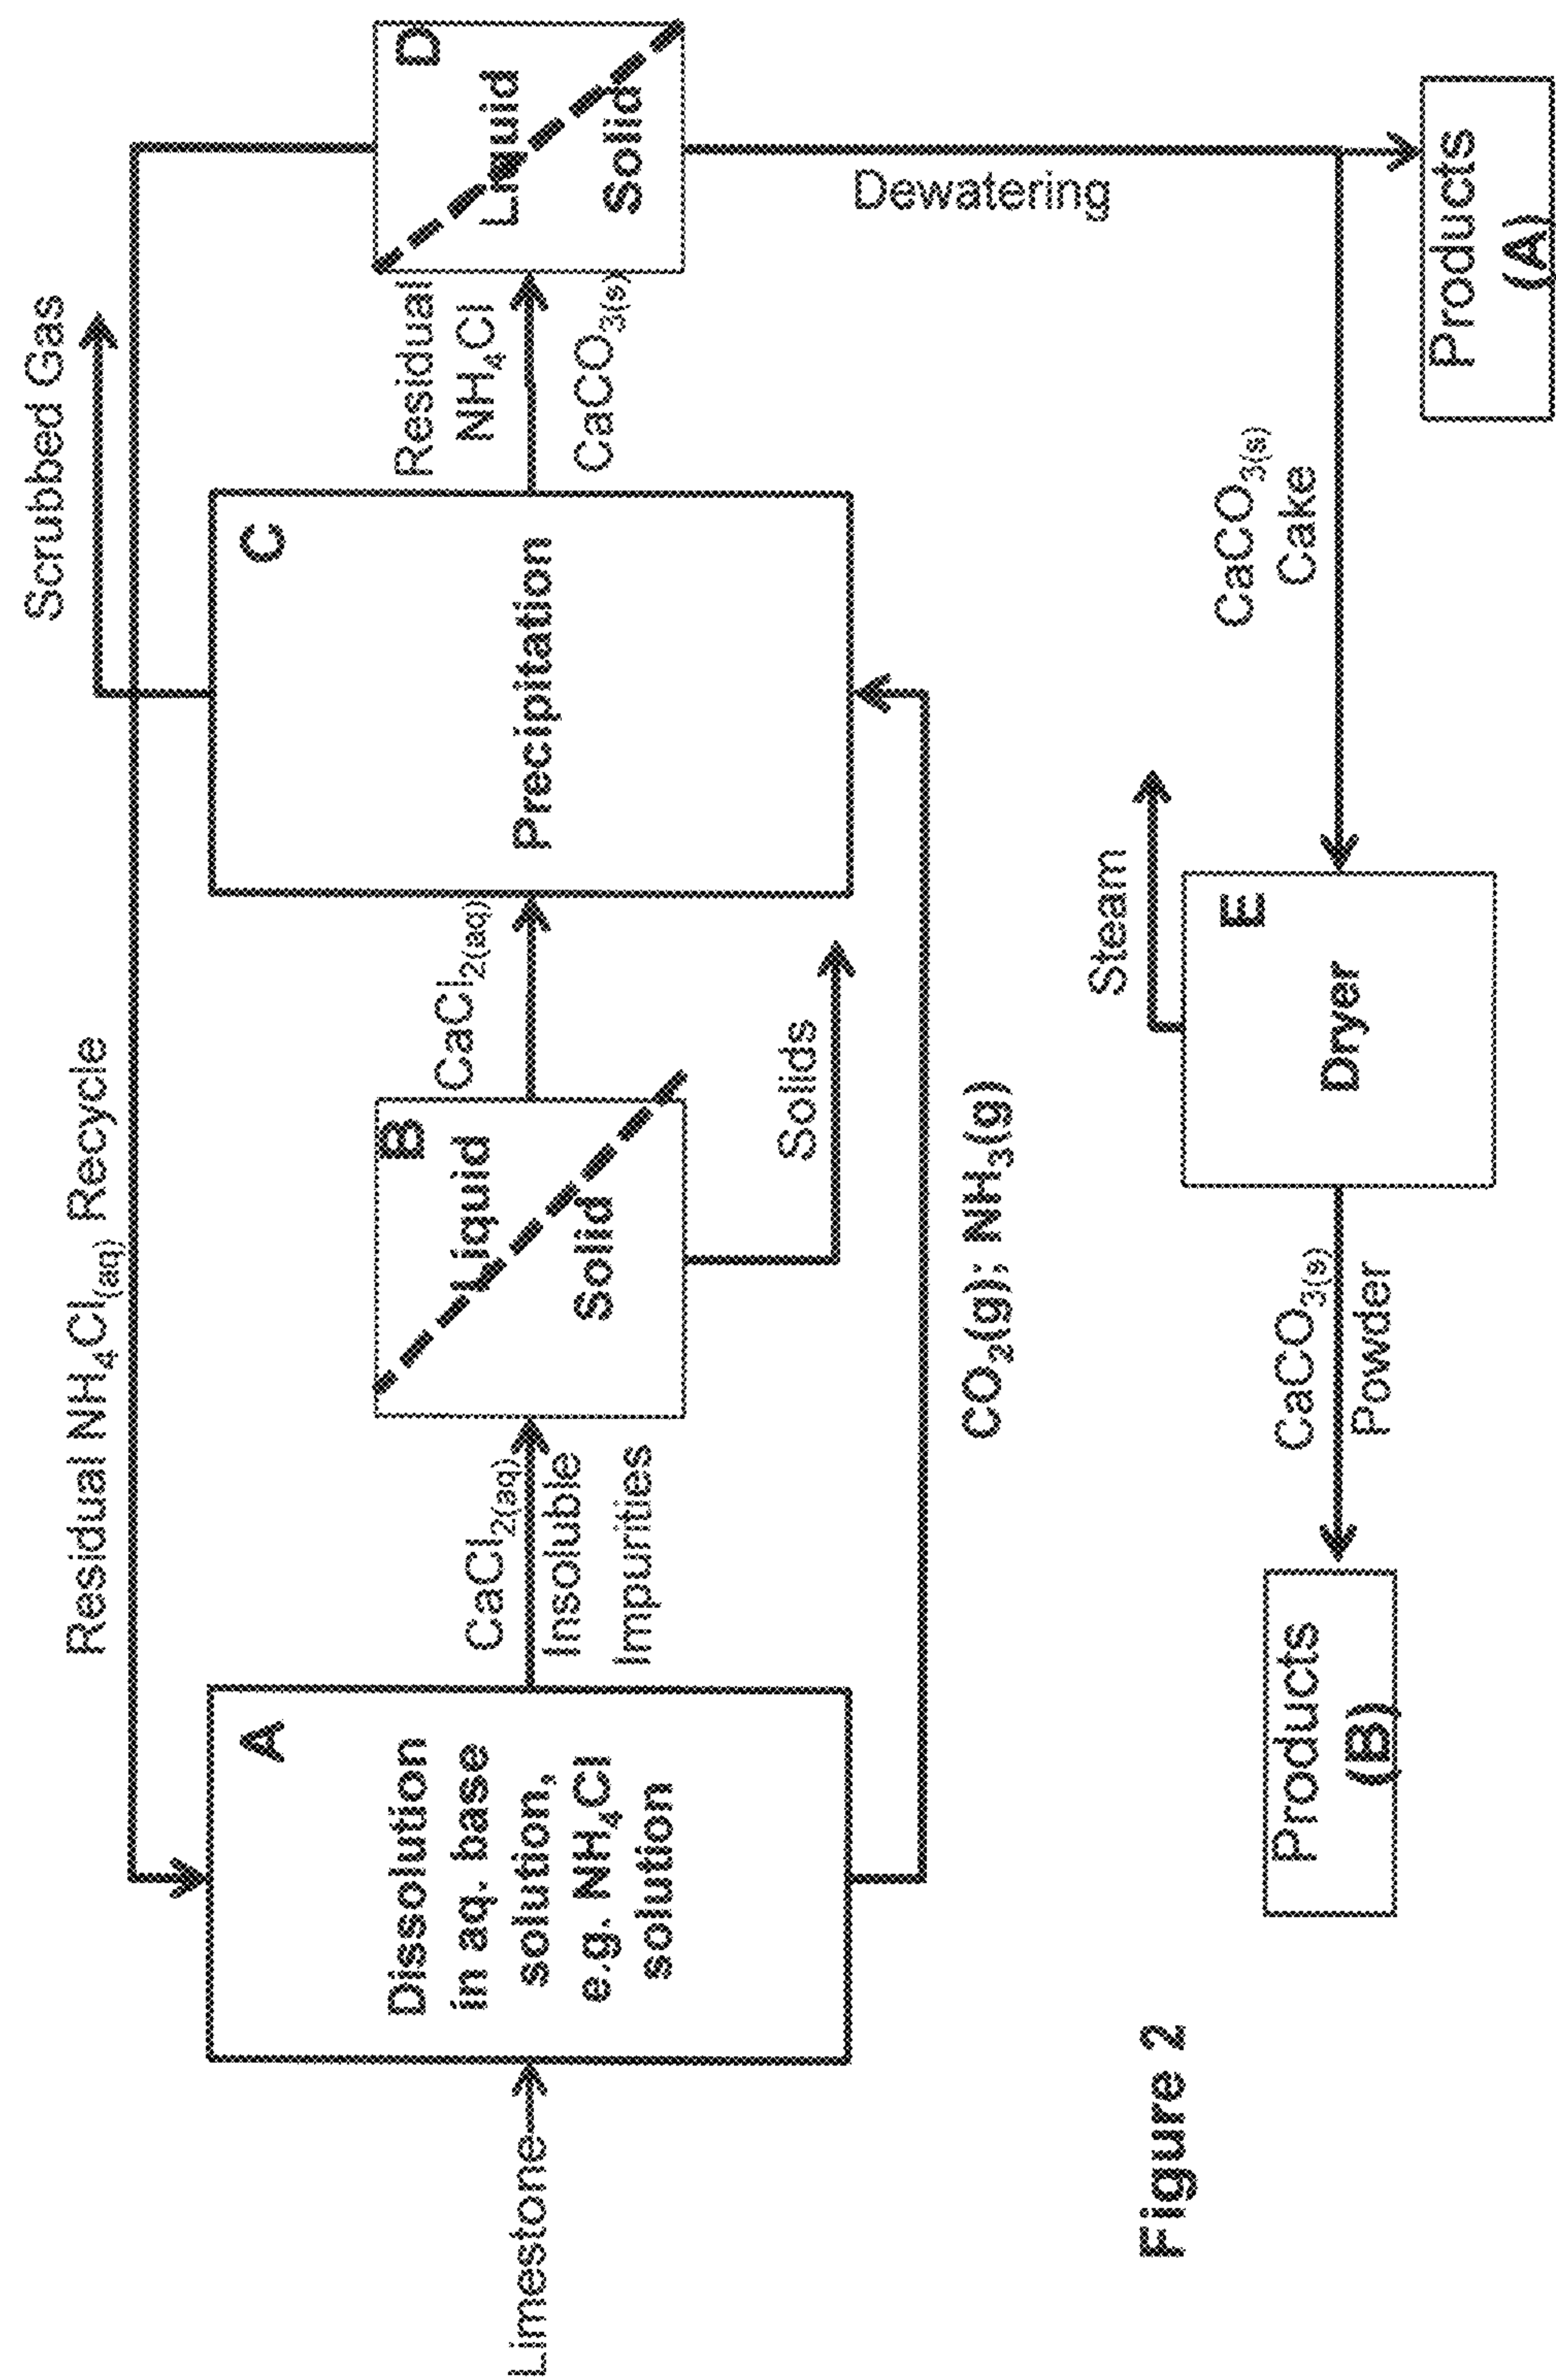 Scrubbed Gas
Residual NH₄Cl₍aq₎ Recycle
Limestone
A
Dissolution
in aq. base
solution,
e.g. NH₄Cl
solution
CaCl₂₍aq₎
Insoluble
Impurities
B
Liquid
Solid
Solids
CaCl₂₍aq₎
C
Precipitation
CO₂(g); NH₃(g)
Residual
NH₄Cl
CaCO₃₍s₎
D
Liquid
Solid
Dewatering
Products
(A)
CaCO₃₍s₎
Cake
Steam
E
Dryer
CaCO₃₍s₎
Powder
Products
(B)
Figure 2